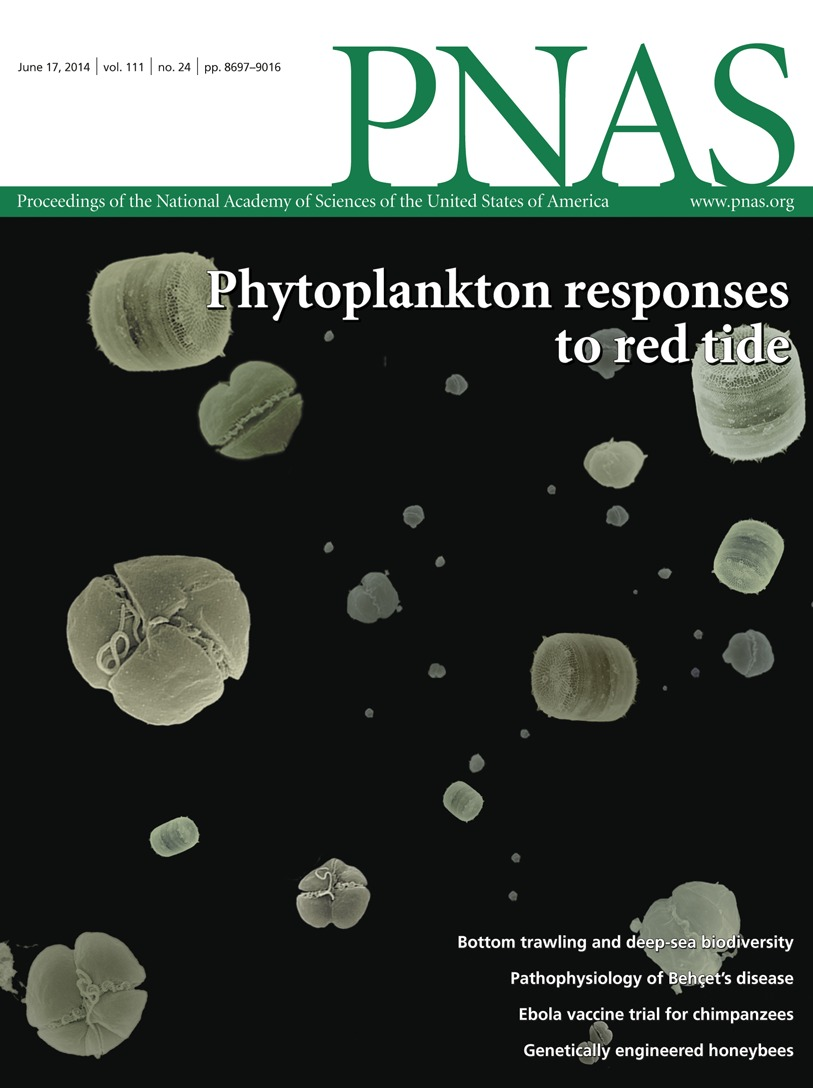 June 17, 2014 | vol. 111 | no. 24 | pp. 8697–9016
PNAS
Proceedings of the National Academy of Sciences of the United States of America www.pnas.org
Phytoplankton responses
to red tide
Bottom trawling and deep-sea biodiversity
Pathophysiology of Behçet's disease
Ebola vaccine trial for chimpanzees
Genetically engineered honeybees